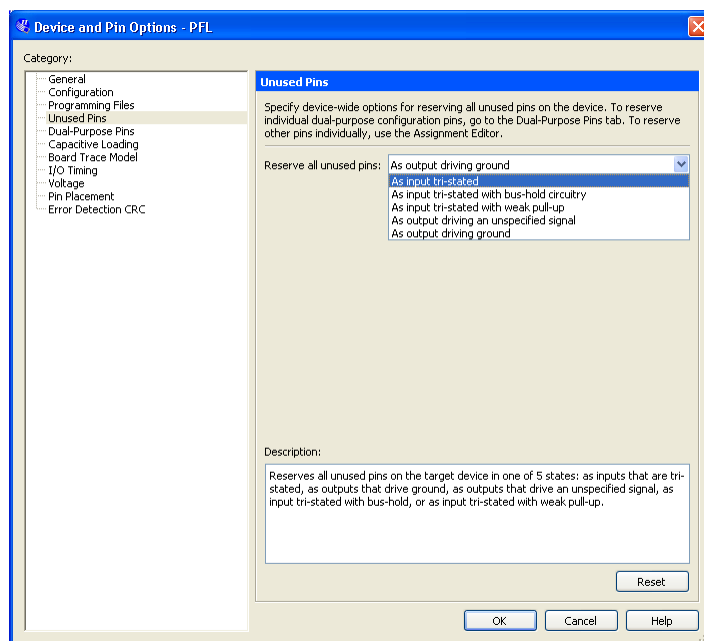 Device and Pin Options - PFL
Category:
General
Configuration
Programming Files
Unused Pins
Dual-Purpose Pins
Capacitive Loading
Board Trace Model
I/O Timing
Voltage
Pin Placement
Error Detection CRC
Unused Pins
Specify device-wide options for reserving all unused pins on the device. To reserve
individual dual-purpose configuration pins, go to the Dual-Purpose Pins tab. To reserve
other pins individually, use the Assignment Editor.
Reserve all unused pins: As output driving ground
As input tri-stated
As input tri-stated with bus-hold circuitry
As input tri-stated with weak pull-up
As output driving an unspecified signal
As output driving ground
Description:
Reserves all unused pins on the target device in one of 5 states: as inputs that are tri-
stated, as outputs that drive ground, as outputs that drive an unspecified signal, as
input tri-stated with bus-hold, or as input tri-stated with weak pull-up.
Reset
OK Cancel Help